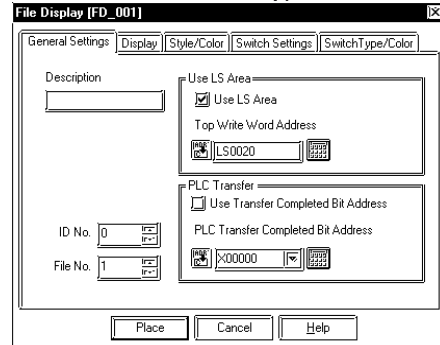 File Display [FD_001]
General Settings Display Style/Color Switch Settings SwitchType/Color
Description
Use LS Area
Use LS Area
Top Write Word Address
LS0020
PLC Transfer
Use Transfer Completed Bit Address
ID No. 0
PLC Transfer Completed Bit Address
File No. 1
X00000
Place Cancel Help